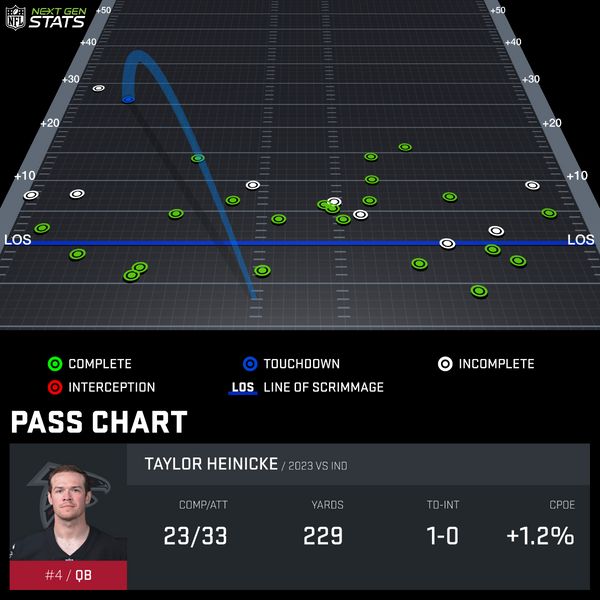 NFL NEXT GEN
STATS
+50 +50
+40 +40
+30 +30
+20 +20
+10 +10
LOS LOS
COMPLETE TOUCHDOWN INCOMPLETE
INTERCEPTION LOS LINE OF SCRIMMAGE
PASS CHART
TAYLOR HEINICKE / 2023 VS IND
COMP/ATT YARDS TD-INT CPOE
23/33 229 1-0 +1.2%
#4 / QB